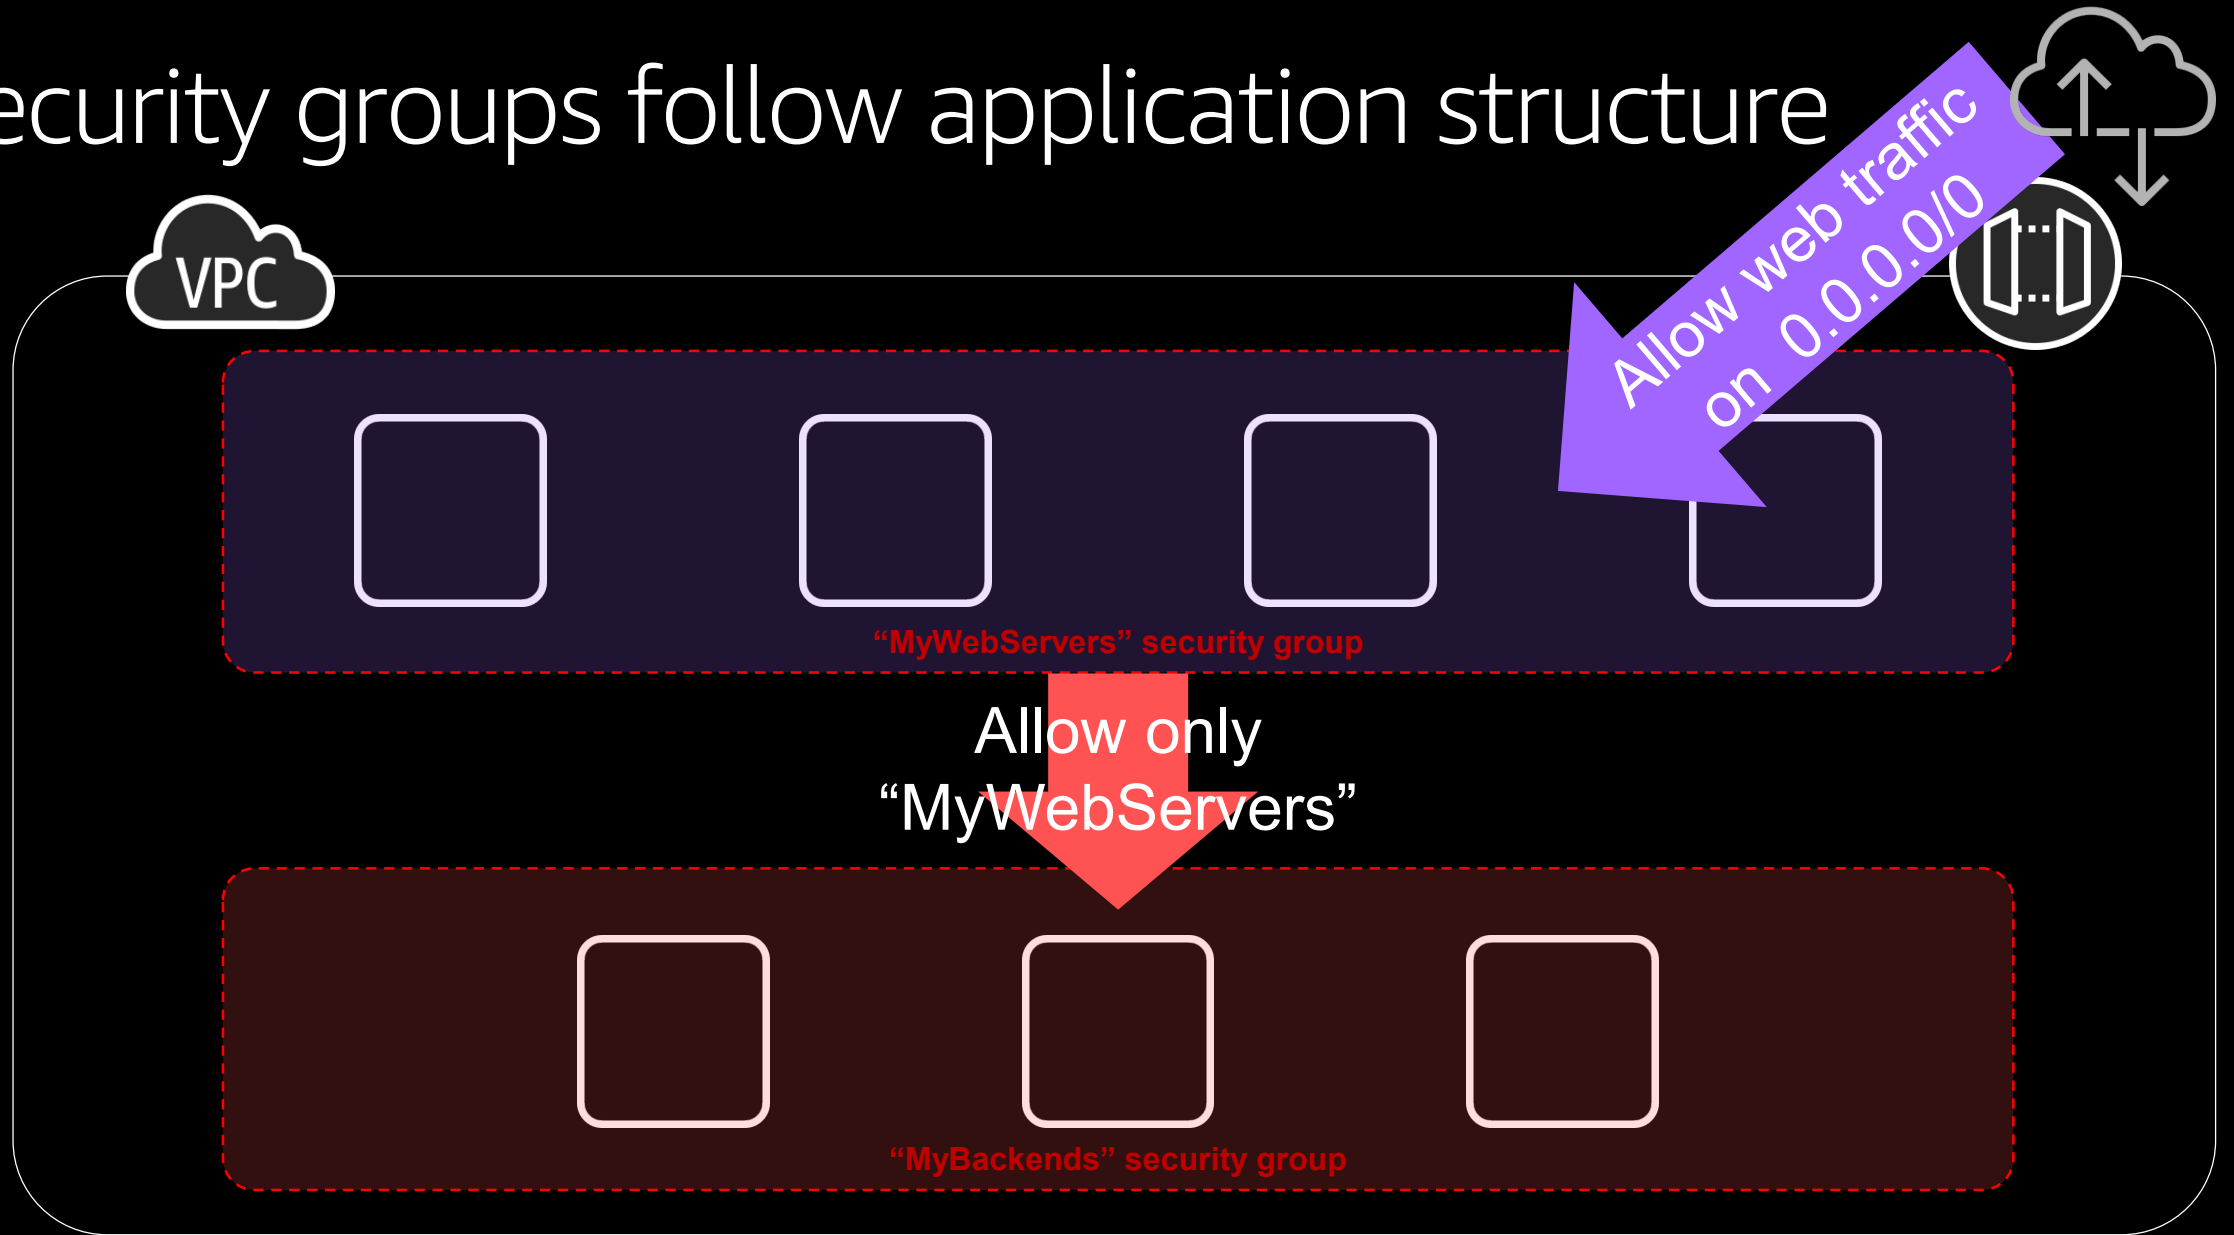 ecurity groups follow application structure
VPC
Allow web traffic
on 0.0.0.0/0
“MyWebServers” security group
Allow only
“MyWebServers”
“MyBackends” security group